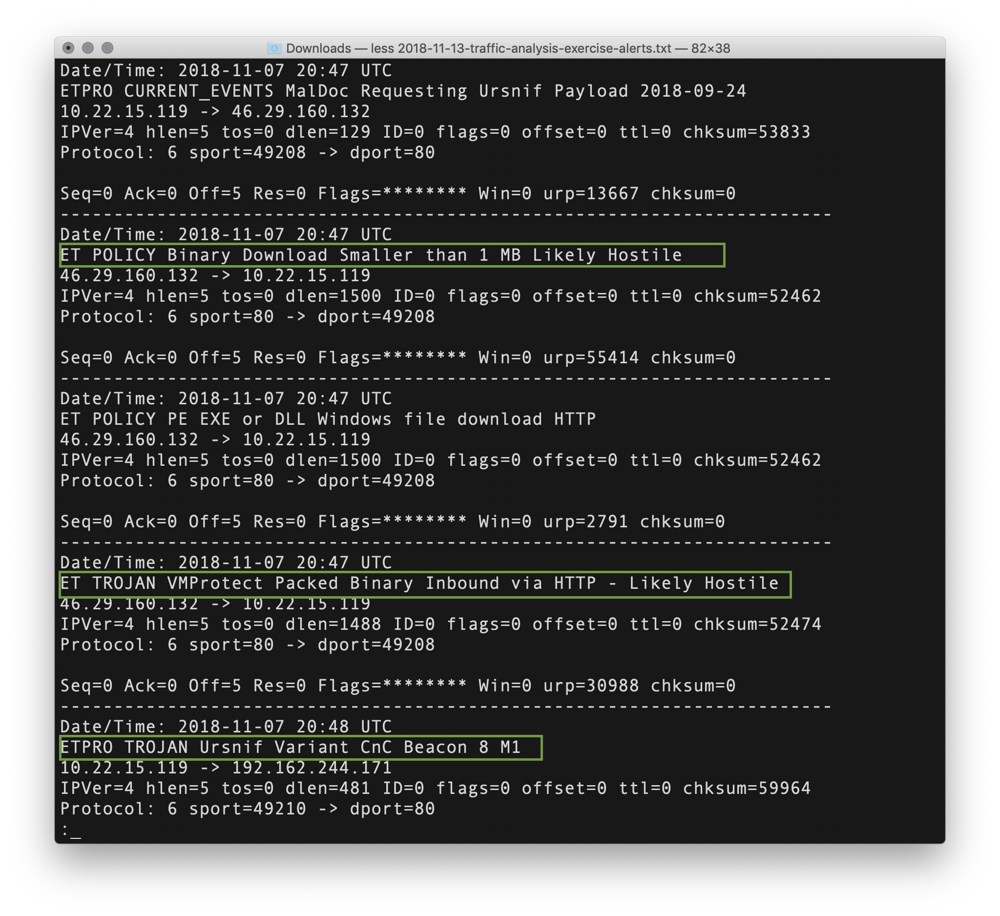 Downloads — less 2018-11-13-traffic-analysis-exercise-alerts.txt — 82×38
Date/Time: 2018-11-07 20:47 UTC
ETPRO CURRENT_EVENTS MalDoc Requesting Ursnif Payload 2018-09-24
10.22.15.119 -> 46.29.160.132
IPVer=4 hlen=5 tos=0 dlen=129 ID=0 flags=0 offset=0 ttl=0 chksum=53833
Protocol: 6 sport=49208 -> dport=80
Seq=0 Ack=0 Off=5 Res=0 Flags=******** Win=0 urp=13667 chksum=0
------------------------------------------------------------------------
Date/Time: 2018-11-07 20:47 UTC
ET POLICY Binary Download Smaller than 1 MB Likely Hostile
46.29.160.132 -> 10.22.15.119
IPVer=4 hlen=5 tos=0 dlen=1500 ID=0 flags=0 offset=0 ttl=0 chksum=52462
Protocol: 6 sport=80 -> dport=49208
Seq=0 Ack=0 Off=5 Res=0 Flags=******** Win=0 urp=55414 chksum=0
------------------------------------------------------------------------
Date/Time: 2018-11-07 20:47 UTC
ET POLICY PE EXE or DLL Windows file download HTTP
46.29.160.132 -> 10.22.15.119
IPVer=4 hlen=5 tos=0 dlen=1500 ID=0 flags=0 offset=0 ttl=0 chksum=52462
Protocol: 6 sport=80 -> dport=49208
Seq=0 Ack=0 Off=5 Res=0 Flags=******** Win=0 urp=2791 chksum=0
------------------------------------------------------------------------
Date/Time: 2018-11-07 20:47 UTC
ET TROJAN VMProtect Packed Binary Inbound via HTTP - Likely Hostile
46.29.160.132 -> 10.22.15.119
IPVer=4 hlen=5 tos=0 dlen=1488 ID=0 flags=0 offset=0 ttl=0 chksum=52474
Protocol: 6 sport=80 -> dport=49208
Seq=0 Ack=0 Off=5 Res=0 Flags=******** Win=0 urp=30988 chksum=0
------------------------------------------------------------------------
Date/Time: 2018-11-07 20:48 UTC
ETPRO TROJAN Ursnif Variant CnC Beacon 8 M1
10.22.15.119 -> 192.162.244.171
IPVer=4 hlen=5 tos=0 dlen=481 ID=0 flags=0 offset=0 ttl=0 chksum=59964
Protocol: 6 sport=49210 -> dport=80
:_